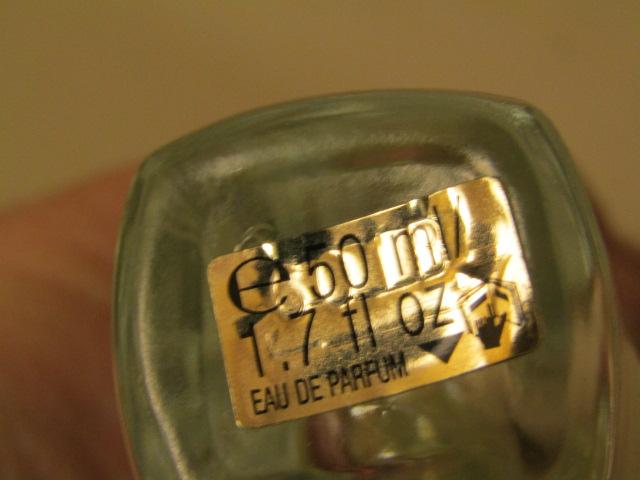 ℮ 50 ml
1.7 fl oz
EAU DE PARFUM